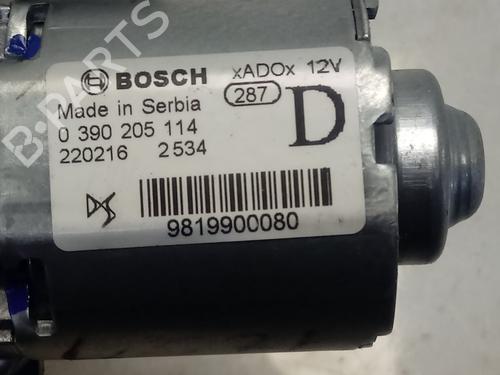 BOSCH xADOx 12V
Made in Serbia 287 D
0 390 205 114
220216 2534
9819900080
B-PARTS